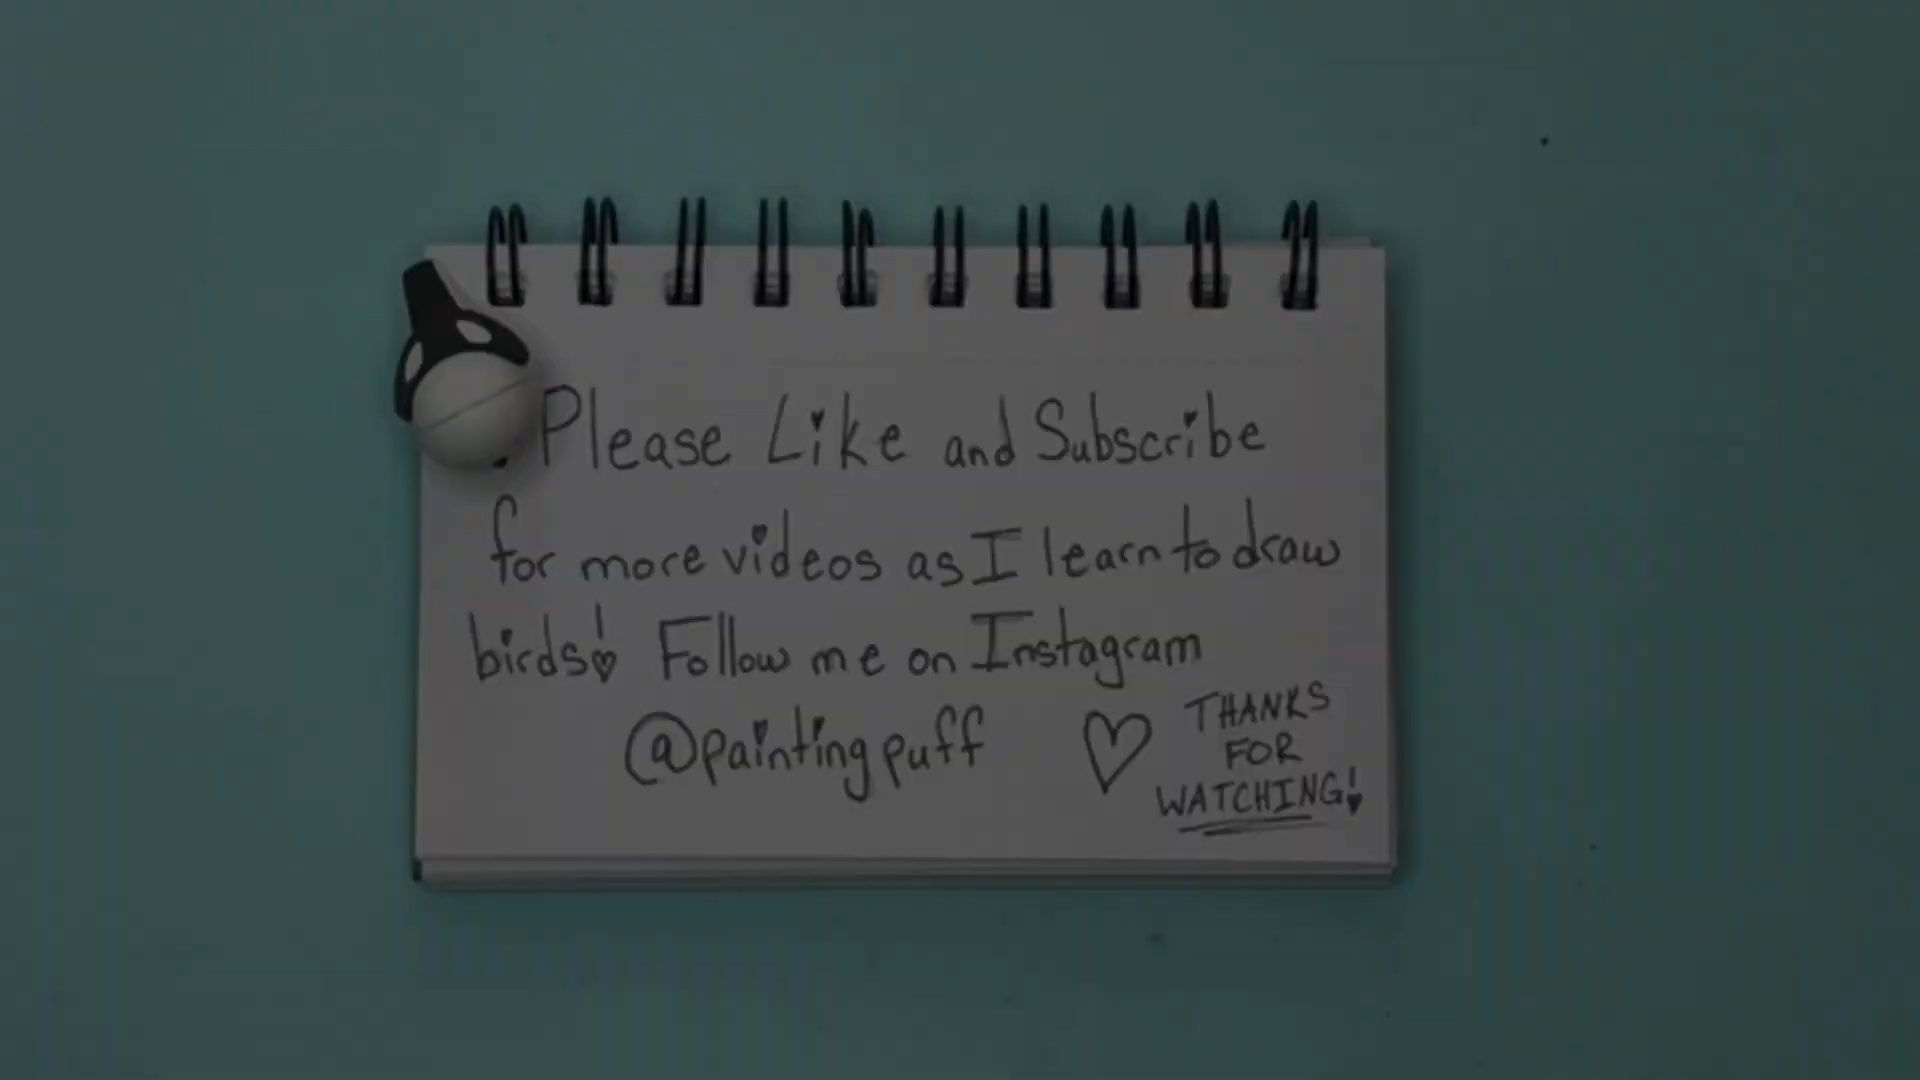 Please Like and Subscribe
for more videos as I learn to draw
birds! Follow me on Instagram
@paintingpuff
THANKS
FOR
WATCHING!